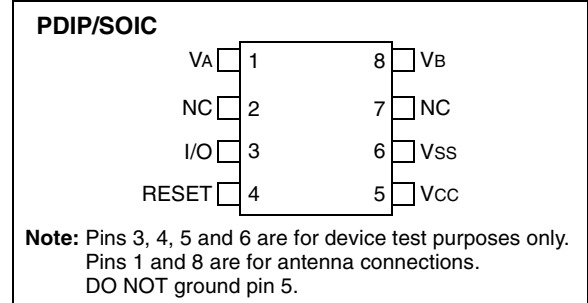 PDIP/SOIC
VA 1 8 VB
NC 2 7 NC
I/O 3 6 VSS
RESET 4 5 VCC
Note: Pins 3, 4, 5 and 6 are for device test purposes only.
Pins 1 and 8 are for antenna connections.
DO NOT ground pin 5.